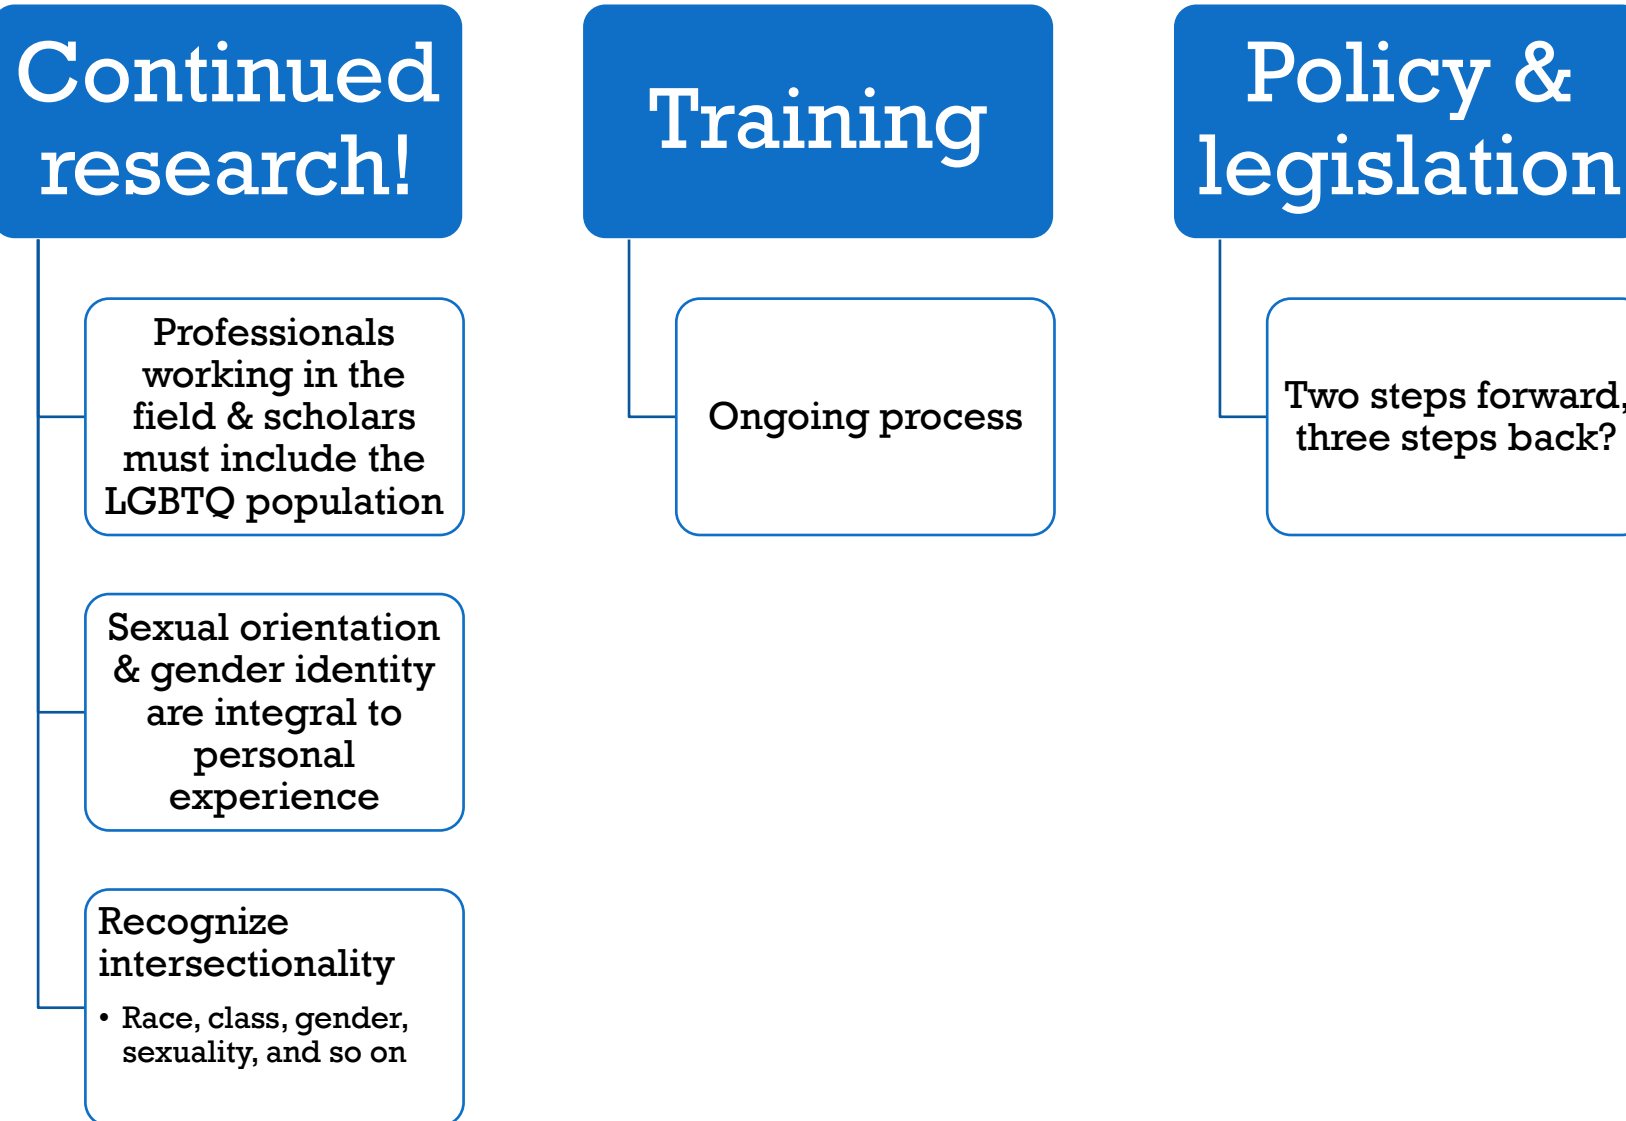 Continued
research!
Professionals
working in the
field & scholars
must include the
LGBTQ population
Sexual orientation
& gender identity
are integral to
personal
experience
Recognize
intersectionality
• Race, class, gender,
sexuality, and so on
Training
Ongoing process
Policy &
legislation
Two steps forward,
three steps back?